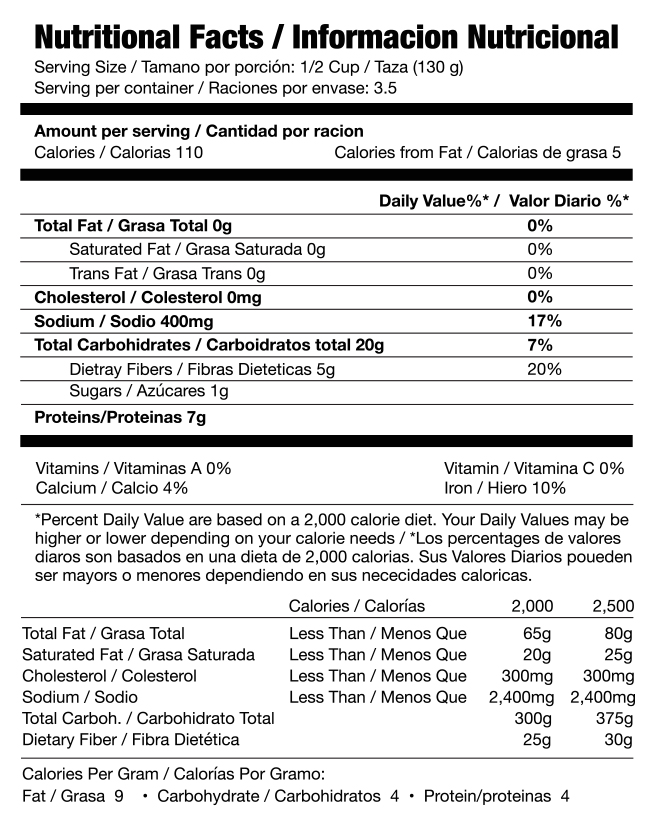 Nutritional Facts / Informacion Nutricional
Serving Size / Tamano por porción: 1/2 Cup / Taza (130 g)
Serving per container / Raciones por envase: 3.5
Amount per serving / Cantidad por racion
Calories / Calorias 110 Calories from Fat / Calorias de grasa 5
Daily Value%* / Valor Diario %*
Total Fat / Grasa Total 0g 0%
Saturated Fat / Grasa Saturada 0g 0%
Trans Fat / Grasa Trans 0g 0%
Cholesterol / Colesterol 0mg 0%
Sodium / Sodio 400mg 17%
Total Carbohidrates / Carboidratos total 20g 7%
Dietray Fibers / Fibras Dieteticas 5g 20%
Sugars / Azúcares 1g
Proteins/Proteinas 7g
Vitamins / Vitaminas A 0% Vitamin / Vitamina C 0%
Calcium / Calcio 4% Iron / Hiero 10%
*Percent Daily Value are based on a 2,000 calorie diet. Your Daily Values may be
higher or lower depending on your calorie needs / *Los percentages de valores
diaros son basados en una dieta de 2,000 calorias. Sus Valores Diarios poueden
ser mayors o menores dependiendo en sus nececidades caloricas.
Calories / Calorías 2,000 2,500
Total Fat / Grasa Total Less Than / Menos Que 65g 80g
Saturated Fat / Grasa Saturada Less Than / Menos Que 20g 25g
Cholesterol / Colesterol Less Than / Menos Que 300mg 300mg
Sodium / Sodio Less Than / Menos Que 2,400mg 2,400mg
Total Carboh. / Carbohidrato Total 300g 375g
Dietary Fiber / Fibra Dietética 25g 30g
Calories Per Gram / Calorías Por Gramo:
Fat / Grasa 9 • Carbohydrate / Carbohidratos 4 • Protein/proteinas 4